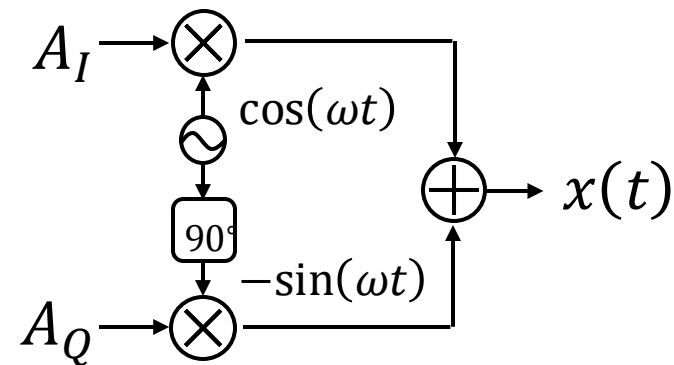 A_I
cos(ωt)
x(t)
90°
−sin(ωt)
A_Q